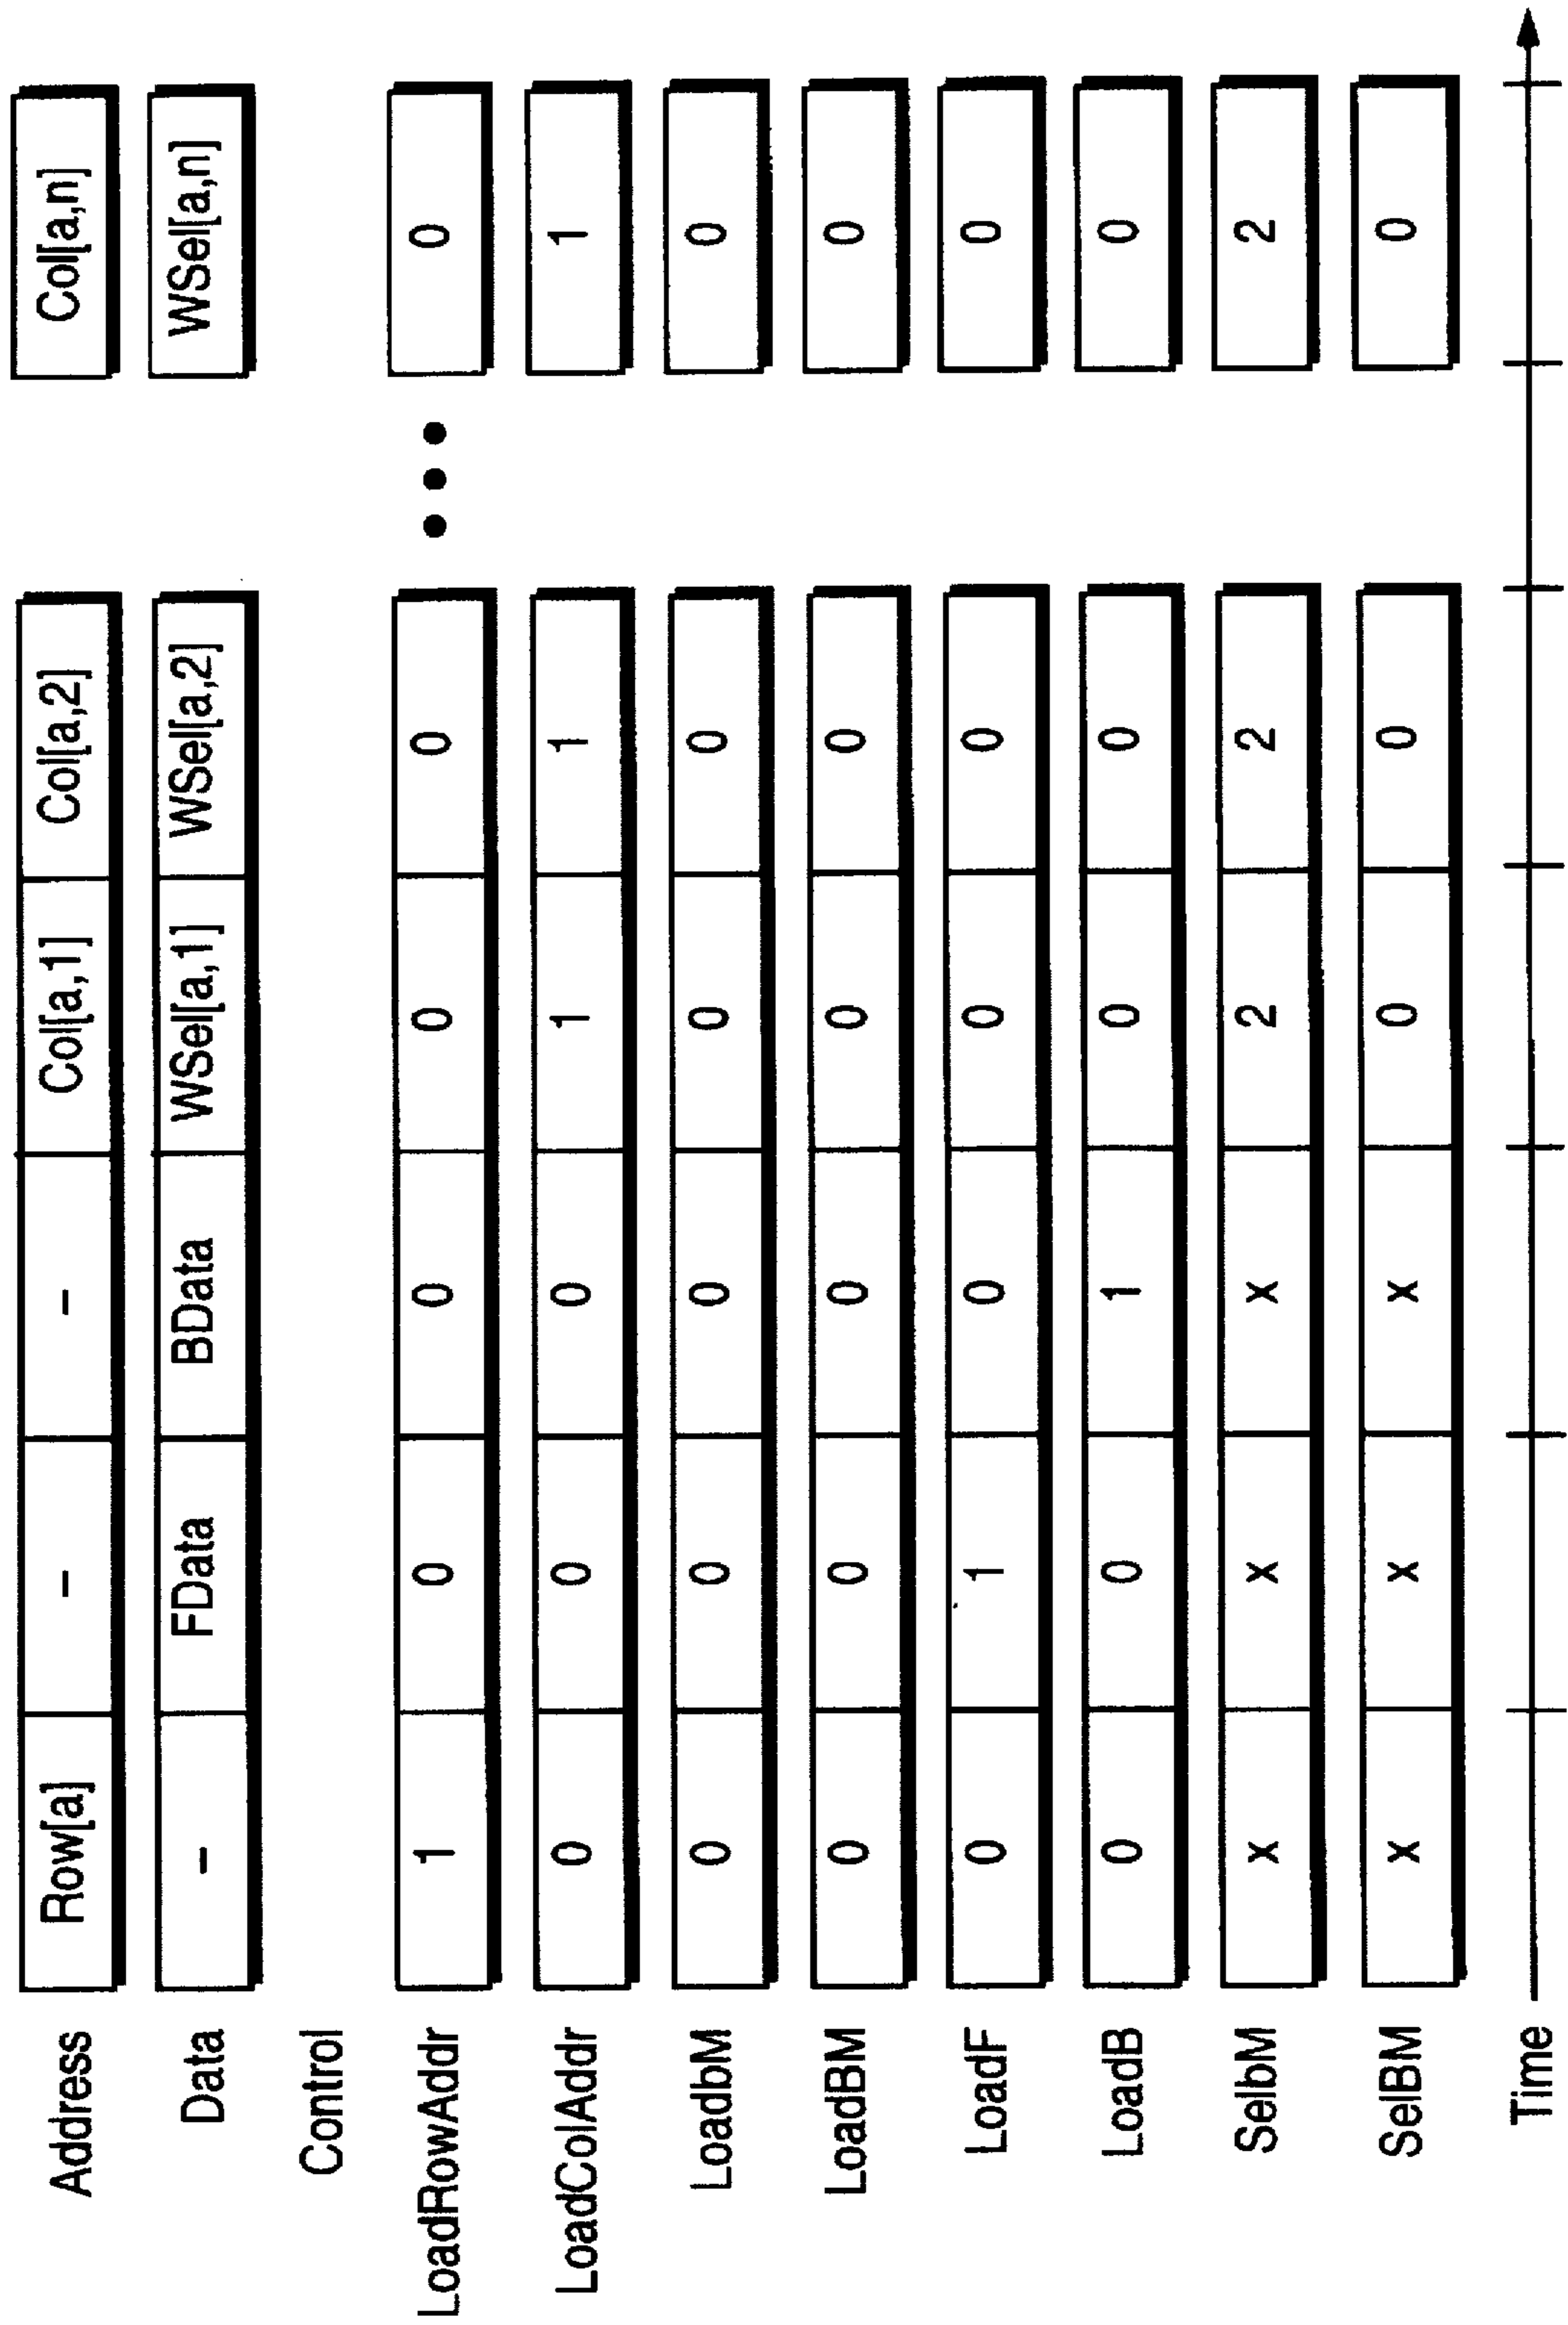 Address Row[a] - - Col[a,1] Col[a,2] Col[a,n]
Data - FData BData WSel[a,1] WSel[a,2] WSel[a,n]
Control
LoadRowAddr 1 0 0 0 0 ••• 0
LoadColAddr 0 0 0 1 1 1
LoadbM 0 0 0 0 0 0
LoadBM 0 0 0 0 0 0
LoadF 0 1 0 0 0 0
LoadB 0 0 1 0 0 0
SelbM x x x 2 2 2
SelBM x x x 0 0 0
Time